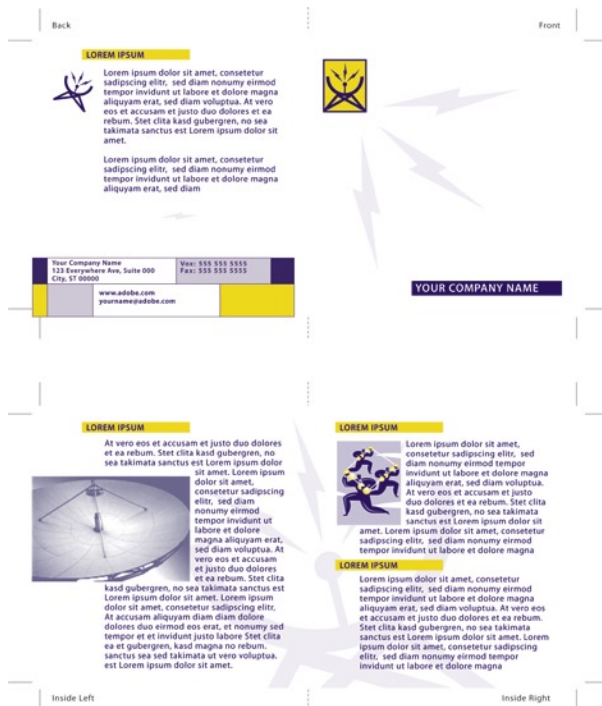 Back
Front
LOREM IPSUM
Lorem ipsum dolor sit amet, consetetur
sadipscing elitr, sed diam nonumy eirmod
tempor invidunt ut labore et dolore magna
aliquyam erat, sed diam voluptua. At vero
eos et accusam et justo duo dolores et ea
rebum. Stet clita kasd gubergren, no sea
takimata sanctus est Lorem ipsum dolor sit
amet.
Lorem ipsum dolor sit amet, consetetur
sadipscing elitr, sed diam nonumy eirmod
tempor invidunt ut labore et dolore magna
aliquyam erat, sed diam
Your Company Name
123 Everywhere Ave, Suite 000
City, ST 00000
Vox: 555 555 5555
Fax: 555 555 5555
www.adobe.com
yourname@adobe.com
YOUR COMPANY NAME
LOREM IPSUM
At vero eos et accusam et justo duo dolores
et ea rebum. Stet clita kasd gubergren, no
sea takimata sanctus est Lorem ipsum dolor
sit amet. Lorem ipsum
dolor sit amet,
consetetur sadipscing
elitr, sed diam
nonumy eirmod
tempor invidunt ut
labore et dolore
magna aliquyam erat,
sed diam voluptua. At
vero eos et accusam
et justo duo dolores
et ea rebum. Stet clita
kasd gubergren, no sea takimata sanctus est
Lorem ipsum dolor sit amet. Lorem ipsum
dolor sit amet, consetetur sadipscing elitr.
At accusam aliquyam diam diam dolore
dolores duo eirmod eos erat, et nonumy sed
tempor et et invidunt justo labore Stet clita
ea et gubergren, kasd magna no rebum.
sanctus sea sed takimata ut vero voluptua.
est Lorem ipsum dolor sit amet.
LOREM IPSUM
Lorem ipsum dolor sit amet,
consetetur sadipscing elitr, sed
diam nonumy eirmod tempor
invidunt ut labore et dolore magna
aliquyam erat, sed diam voluptua.
At vero eos et accusam et justo
duo dolores et ea rebum. Stet clita
kasd gubergren, no sea takimata
sanctus est Lorem ipsum dolor sit
amet. Lorem ipsum dolor sit amet, consetetur
sadipscing elitr, sed diam nonumy eirmod
tempor invidunt ut labore et dolore magna
LOREM IPSUM
Lorem ipsum dolor sit amet, consetetur
sadipscing elitr, sed diam nonumy eirmod
tempor invidunt ut labore et dolore magna
aliquyam erat, sed diam voluptua. At vero eos
et accusam et justo duo dolores et ea rebum.
Stet clita kasd gubergren, no sea takimata
sanctus est Lorem ipsum dolor sit amet. Lorem
ipsum dolor sit amet, consetetur sadipscing
elitr, sed diam nonumy eirmod tempor
invidunt ut labore et dolore magna
Inside Left
Inside Right